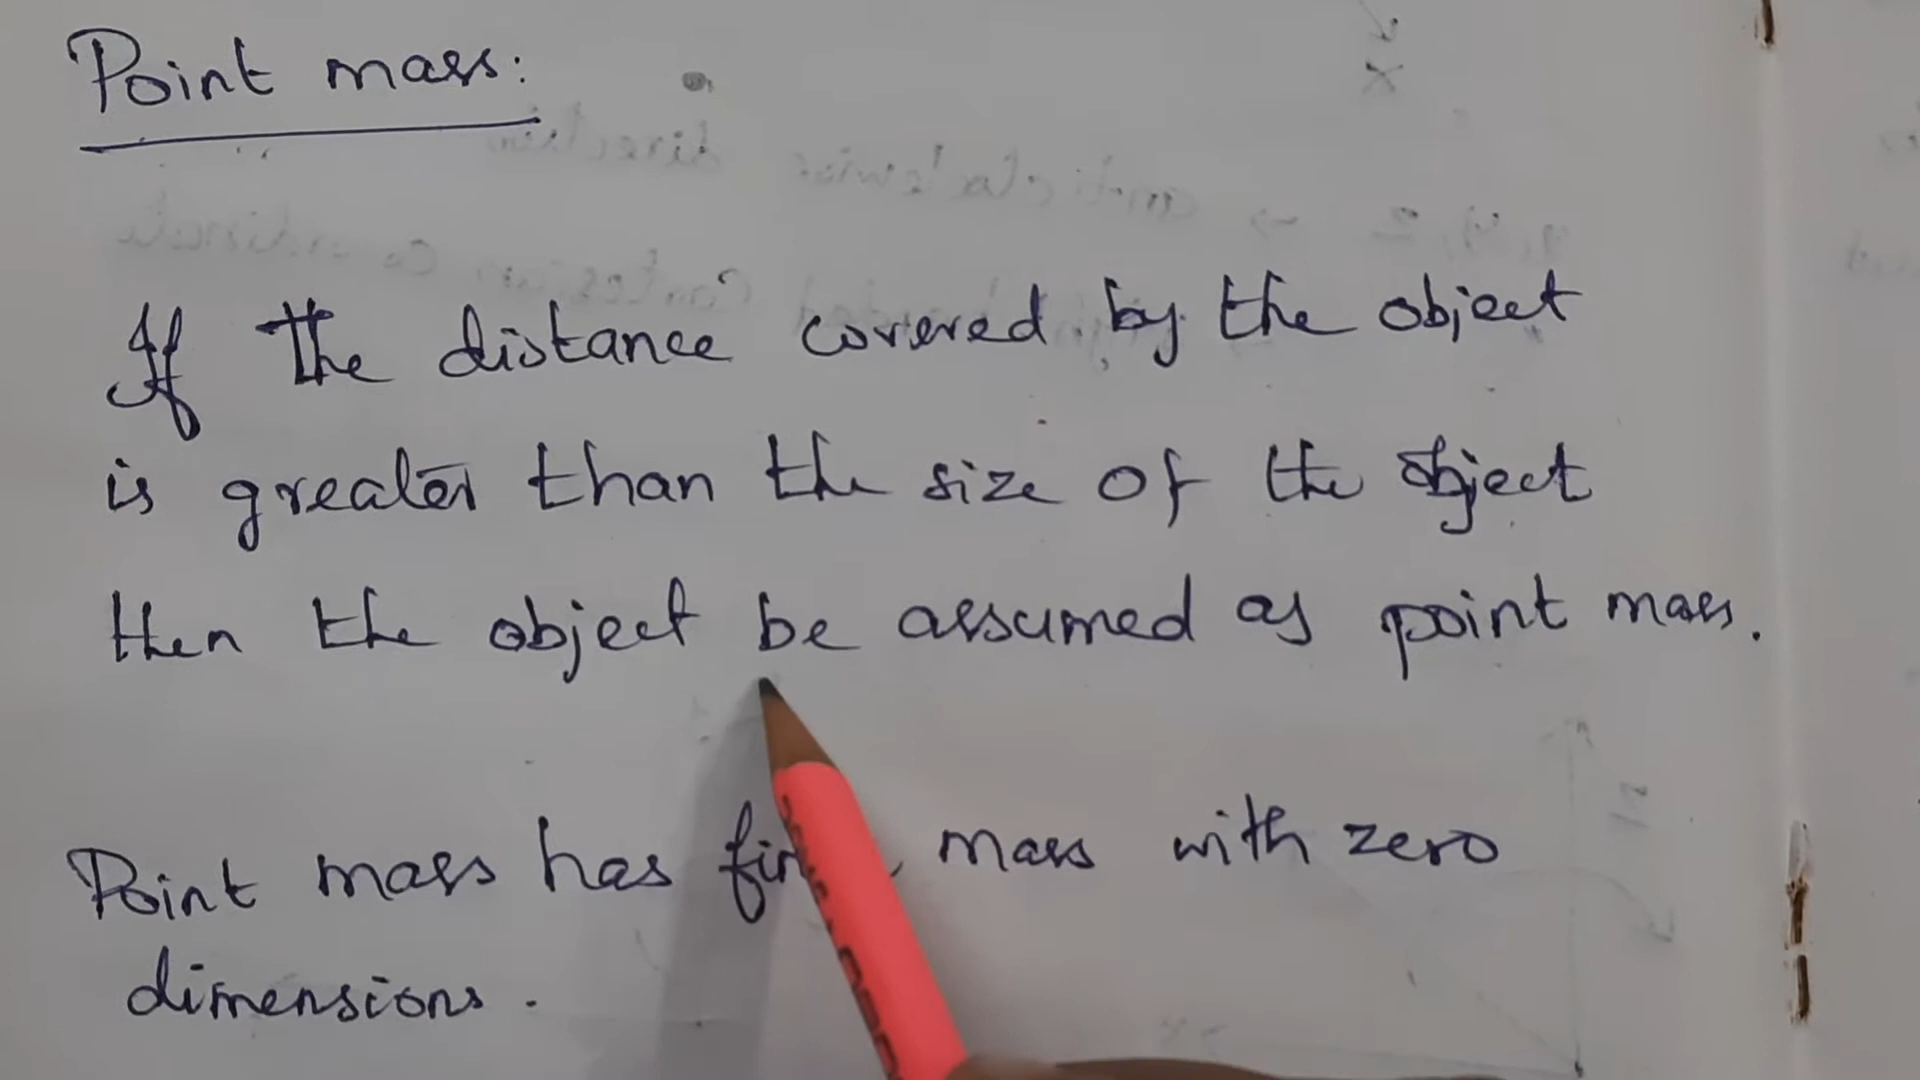 Point mass:
If the distance covered by the object
is greater than the size of the object
then the object be assumed as point mass.
Point mass has mass with zero
dimensions.